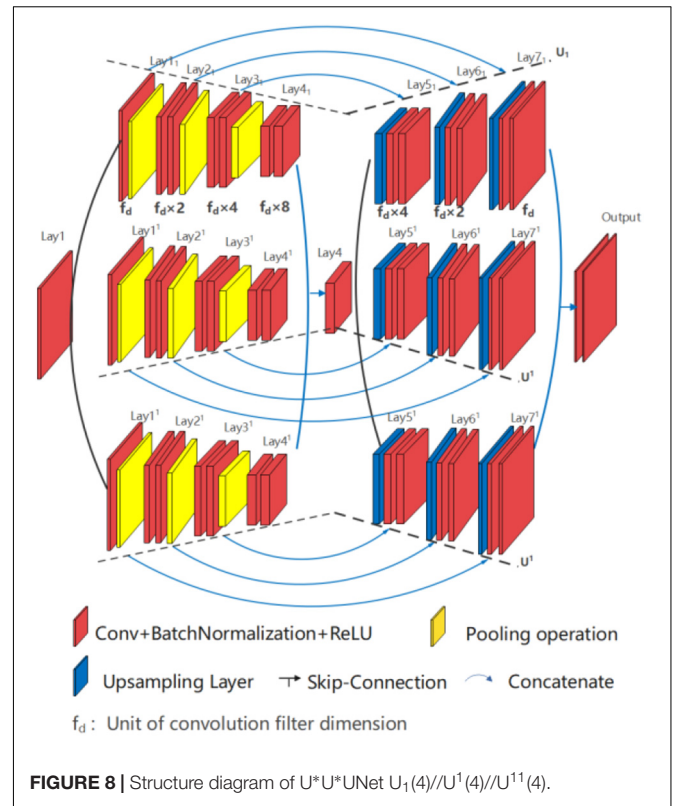 Lay1₁
Lay2₁
Lay3₁
Lay4₁
Lay5₁
Lay6₁
Lay7₁
U₁
f_d
f_d×2
f_d×4
f_d×8
f_d×4
f_d×2
f_d
Lay1
Lay1¹
Lay2¹
Lay3¹
Lay4¹
Lay4
Lay5¹
Lay6¹
Lay7¹
Output
U¹
Lay1¹
Lay2¹
Lay3¹
Lay4¹
Lay5¹
Lay6¹
Lay7¹
U¹
Conv+BatchNormalization+ReLU
Pooling operation
Upsampling Layer
Skip-Connection
Concatenate
f_d : Unit of convolution filter dimension
FIGURE 8 | Structure diagram of U*U*UNet U₁(4)//U¹(4)//U¹¹(4).